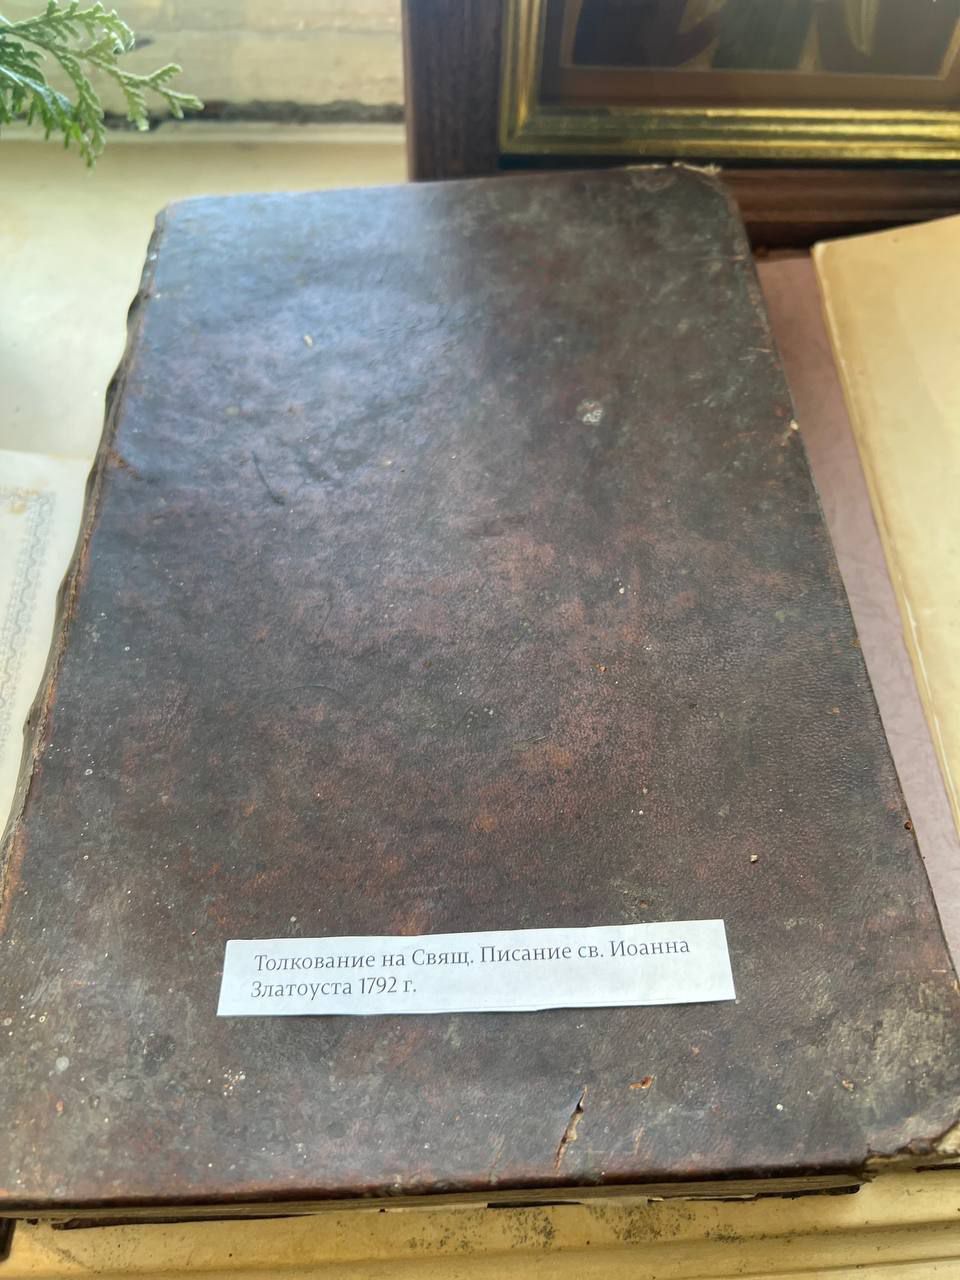 Толкование на Свящ. Писание св. Иоанна
Златоуста 1792 г.